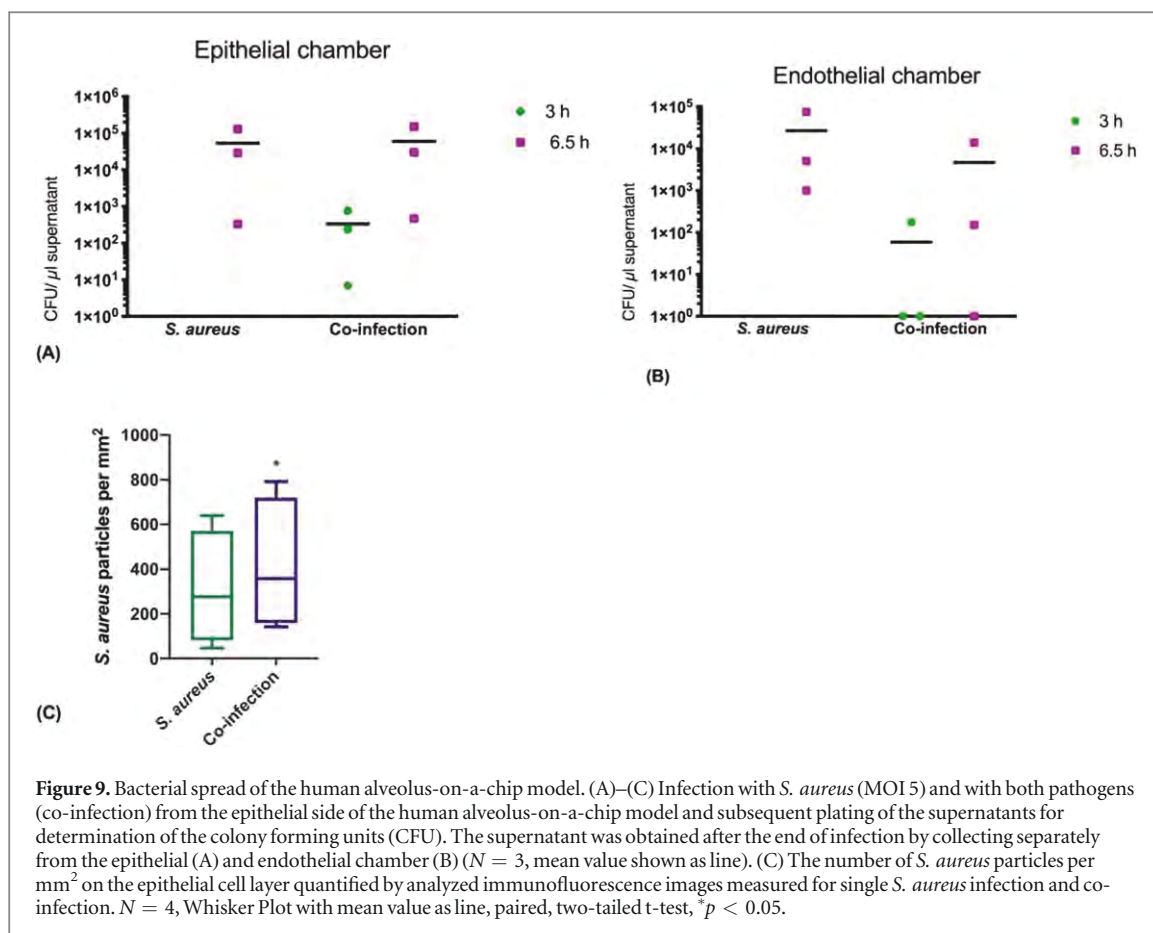 Epithelial chamber
1×10⁶
1×10⁵
1×10⁴
1×10³
1×10²
1×10¹
1×10⁰
CFU/ µl supernatant
S. aureus
Co-infection
3 h
6.5 h
(A)
Endothelial chamber
1×10⁵
1×10⁴
1×10³
1×10²
1×10¹
1×10⁰
CFU/ µl supernatant
S. aureus
Co-infection
3 h
6.5 h
(B)
1000
800
600
400
200
0
S. aureus particles per mm²
*
S. aureus
Co-infection
(C)
Figure 9. Bacterial spread of the human alveolus-on-a-chip model. (A)–(C) Infection with S. aureus (MOI 5) and with both pathogens
(co-infection) from the epithelial side of the human alveolus-on-a-chip model and subsequent plating of the supernatants for
determination of the colony forming units (CFU). The supernatant was obtained after the end of infection by collecting separately
from the epithelial (A) and endothelial chamber (B) (N = 3, mean value shown as line). (C) The number of S. aureus particles per
mm² on the epithelial cell layer quantified by analyzed immunofluorescence images measured for single S. aureus infection and co-
infection. N = 4, Whisker Plot with mean value as line, paired, two-tailed t-test, *p < 0.05.